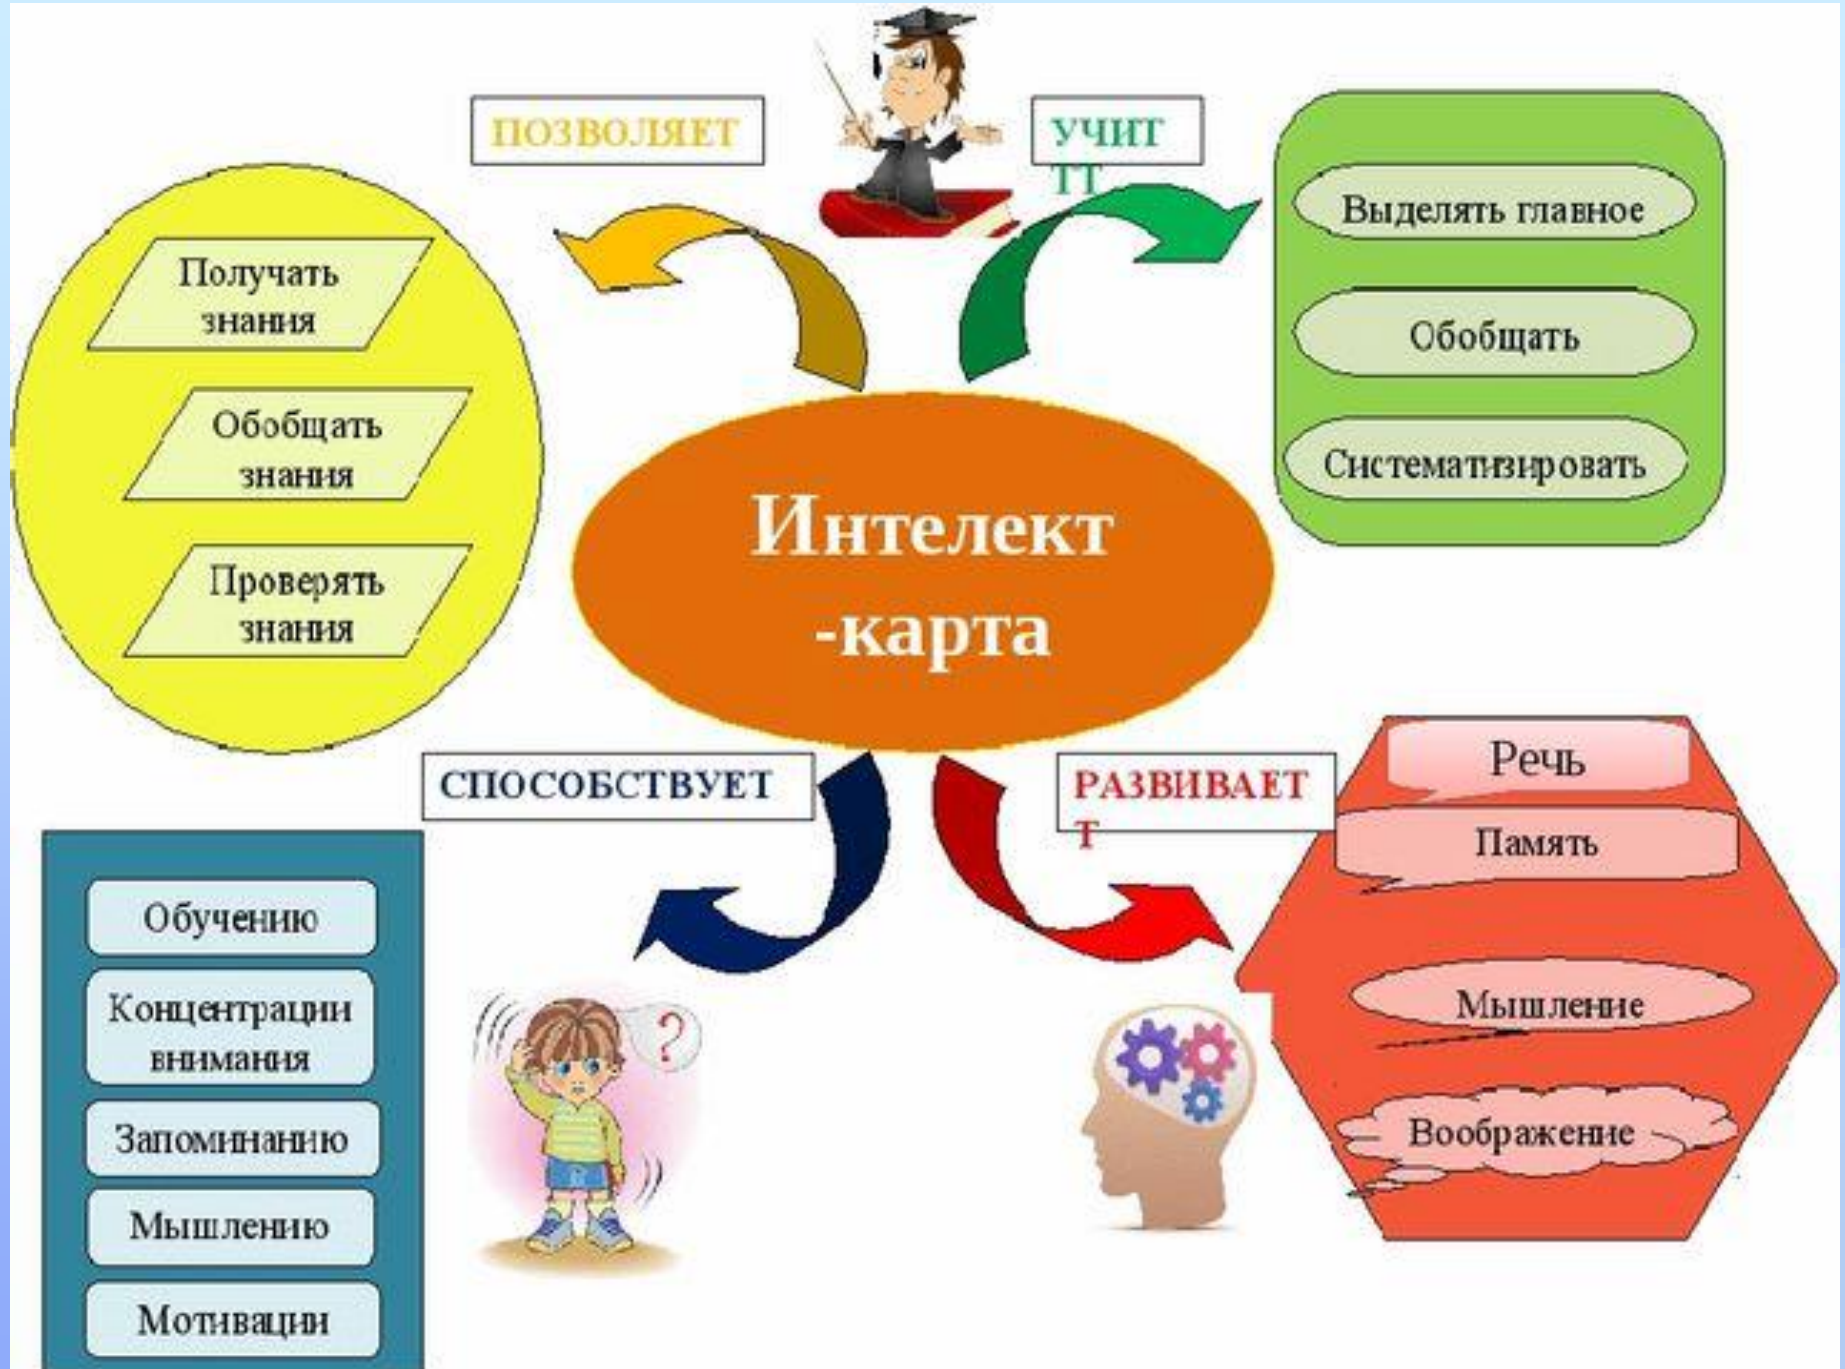 ПОЗВОЛЯЕТ
УЧИТ
ТТ
Получать
знания
Обобщать
знания
Проверять
знания
Выделять главное
Обобщать
Систематизировать
Интелект
-карта
СПОСОБСТВУЕТ
РАЗВИВАЕТ
Т
Обучению
Концентрации
внимания
Запоминанию
Мышлению
Мотивации
?
Речь
Память
Мышление
Воображение